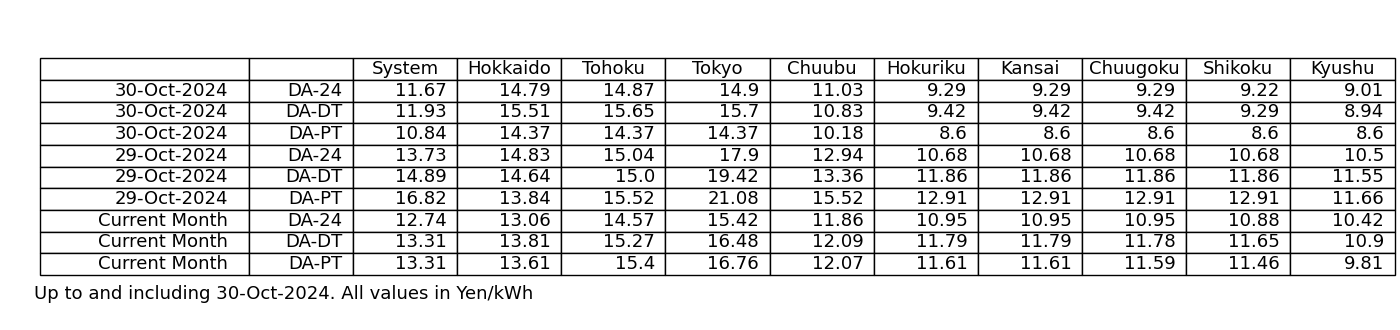 System Hokkaido Tohoku Tokyo Chuubu Hokuriku Kansai Chuugoku Shikoku Kyushu
30-Oct-2024 DA-24 11.67 14.79 14.87 14.9 11.03 9.29 9.29 9.29 9.22 9.01
30-Oct-2024 DA-DT 11.93 15.51 15.65 15.7 10.83 9.42 9.42 9.42 9.29 8.94
30-Oct-2024 DA-PT 10.84 14.37 14.37 14.37 10.18 8.6 8.6 8.6 8.6 8.6
29-Oct-2024 DA-24 13.73 14.83 15.04 17.9 12.94 10.68 10.68 10.68 10.68 10.5
29-Oct-2024 DA-DT 14.89 14.64 15.0 19.42 13.36 11.86 11.86 11.86 11.86 11.55
29-Oct-2024 DA-PT 16.82 13.84 15.52 21.08 15.52 12.91 12.91 12.91 12.91 11.66
Current Month DA-24 12.74 13.06 14.57 15.42 11.86 10.95 10.95 10.95 10.88 10.42
Current Month DA-DT 13.31 13.81 15.27 16.48 12.09 11.79 11.79 11.78 11.65 10.9
Current Month DA-PT 13.31 13.61 15.4 16.76 12.07 11.61 11.61 11.59 11.46 9.81
Up to and including 30-Oct-2024. All values in Yen/kWh